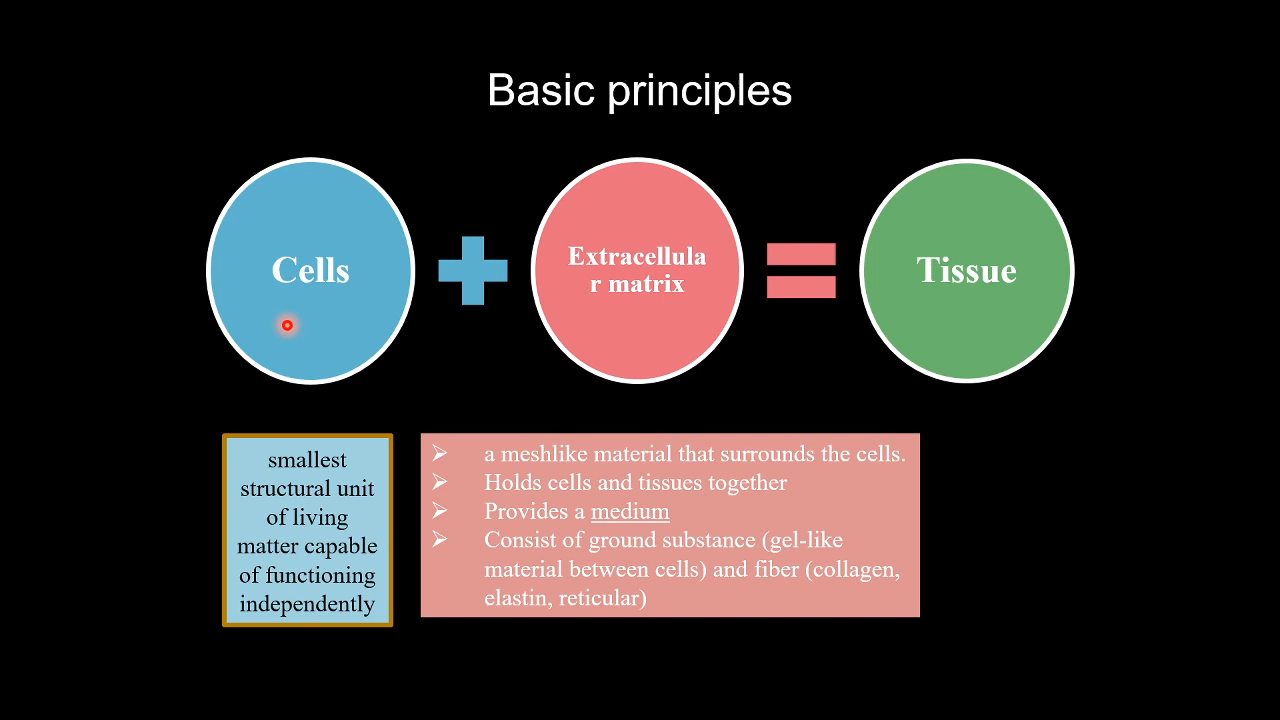 Basic principles
Cells
Extracellula
r matrix
Tissue
smallest
structural unit
of living
matter capable
of functioning
independently
➢ a meshlike material that surrounds the cells.
➢ Holds cells and tissues together
➢ Provides a medium
➢ Consist of ground substance (gel-like
material between cells) and fiber (collagen,
elastin, reticular)